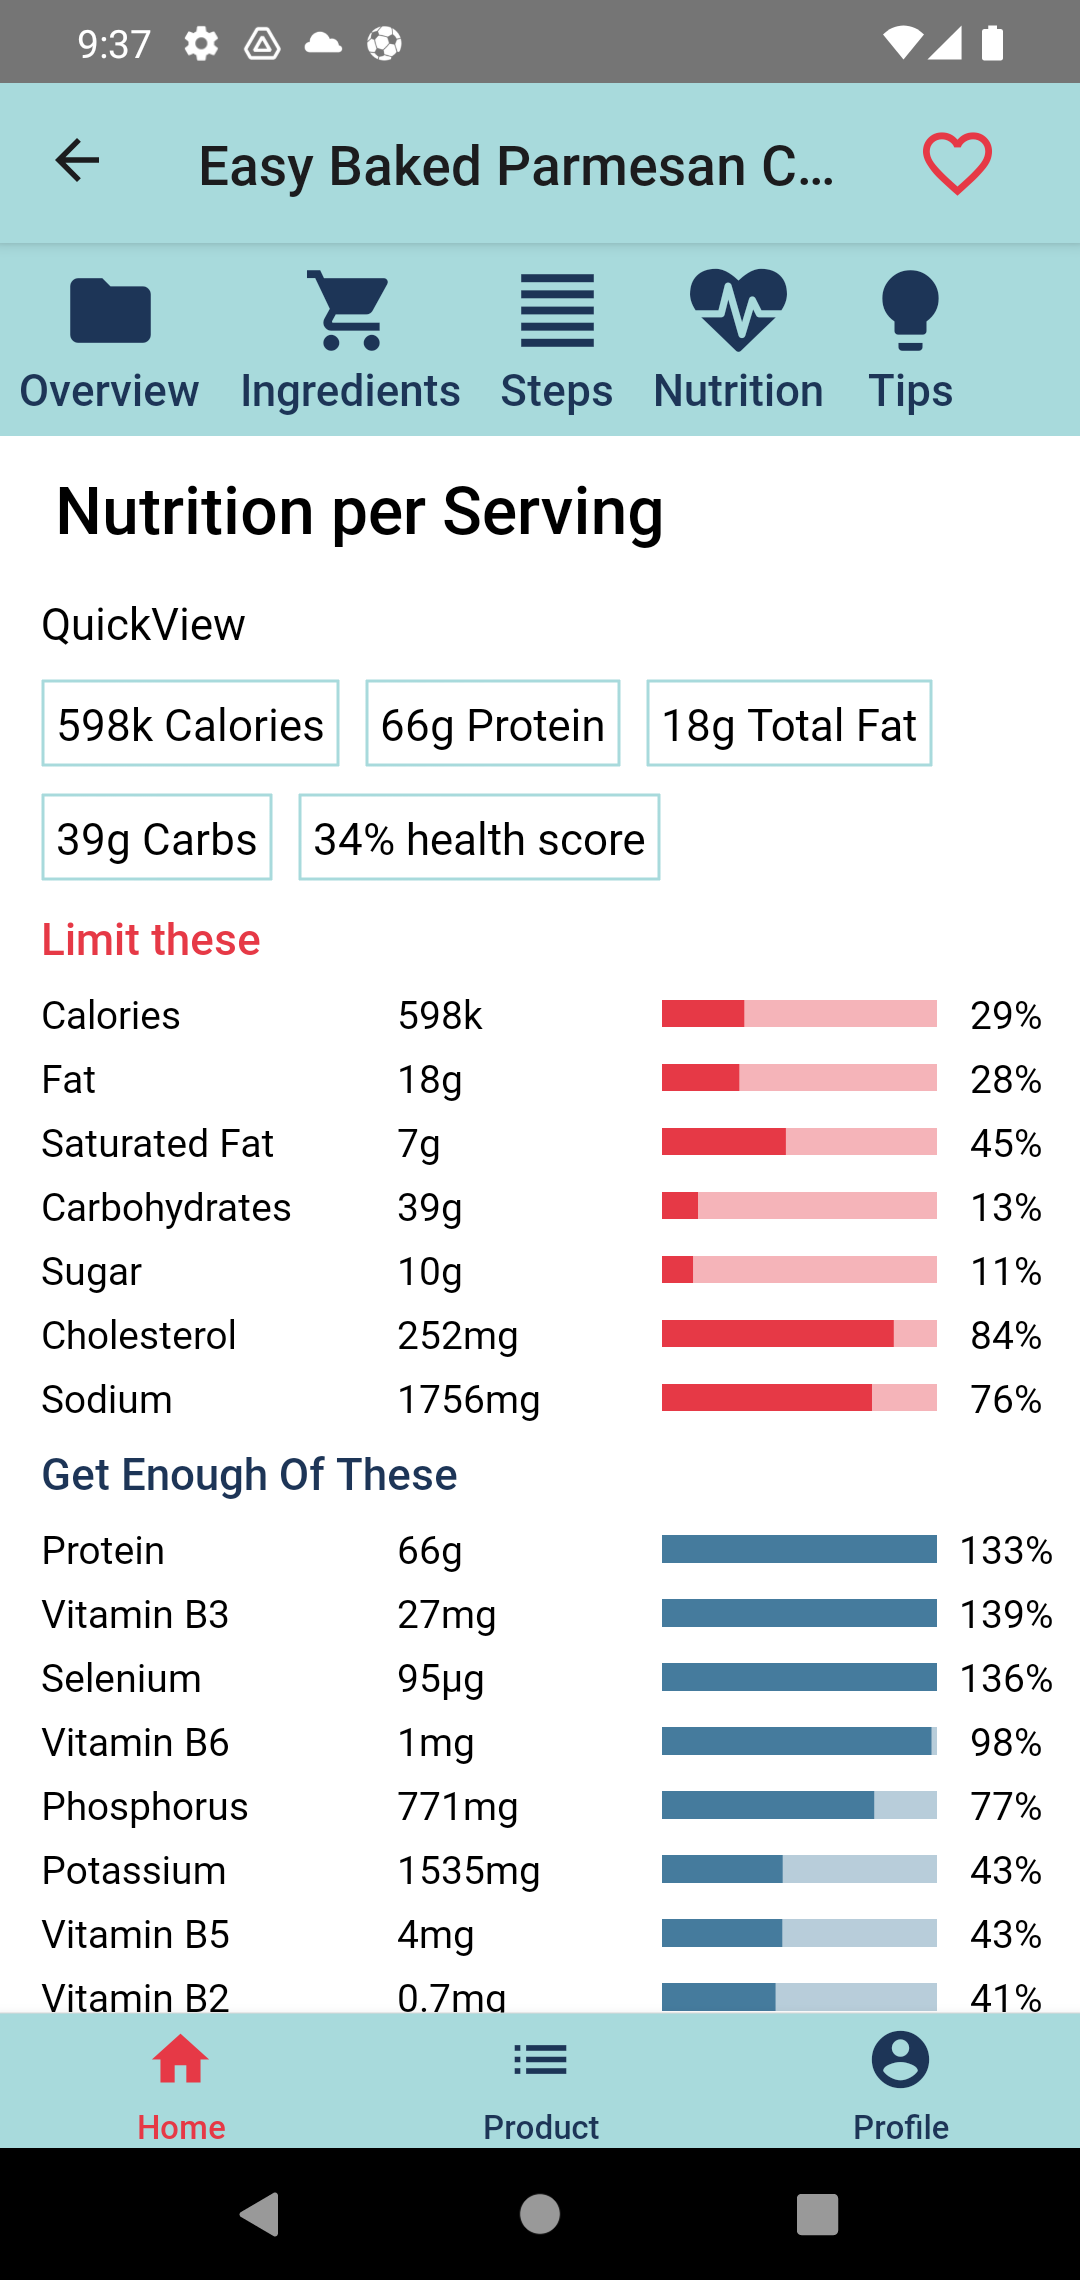 9:37
Easy Baked Parmesan C...
Overview Ingredients Steps Nutrition Tips
Nutrition per Serving
QuickView
598k Calories 66g Protein 18g Total Fat
39g Carbs 34% health score
Limit these
Calories 598k 29%
Fat 18g 28%
Saturated Fat 7g 45%
Carbohydrates 39g 13%
Sugar 10g 11%
Cholesterol 252mg 84%
Sodium 1756mg 76%
Get Enough Of These
Protein 66g 133%
Vitamin B3 27mg 139%
Selenium 95µg 136%
Vitamin B6 1mg 98%
Phosphorus 771mg 77%
Potassium 1535mg 43%
Vitamin B5 4mg 43%
Vitamin B2 0.7mg 41%
Home Product Profile